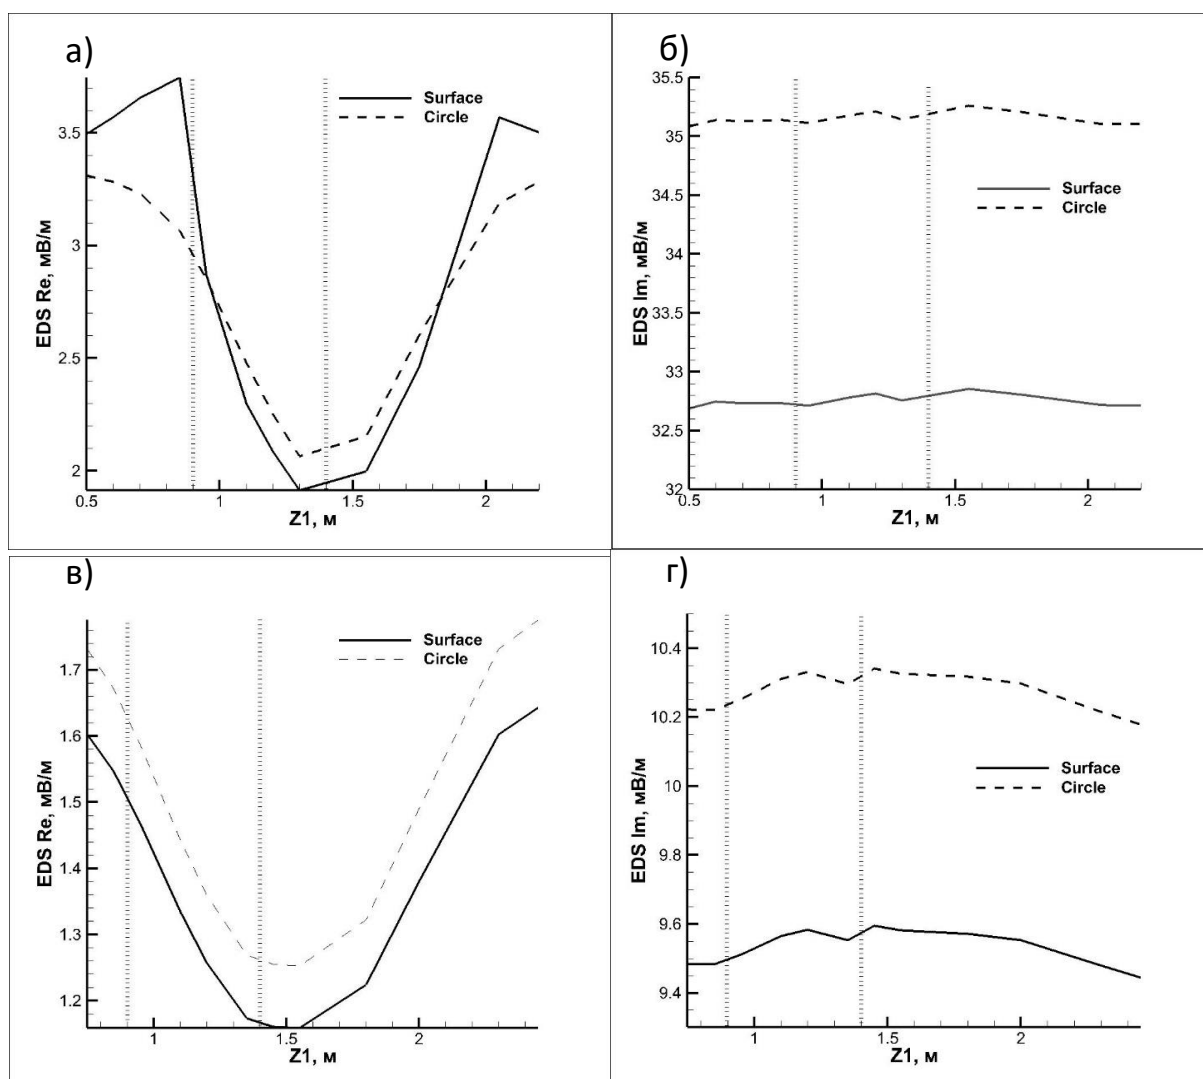 а)
EDS Re, мВ/м
3.5
3
2.5
2
Surface
Circle
0.5
1
1.5
2
Z1, м
б)
EDS Im, мВ/м
35.5
35
34.5
34
33.5
33
32.5
32
Surface
Circle
0.5
1
1.5
2
Z1, м
в)
EDS Re, мВ/м
1.7
1.6
1.5
1.4
1.3
1.2
Surface
Circle
1
1.5
2
Z1, м
г)
EDS Im, мВ/м
10.4
10.2
10
9.8
9.6
9.4
Surface
Circle
1
1.5
2
Z1, м